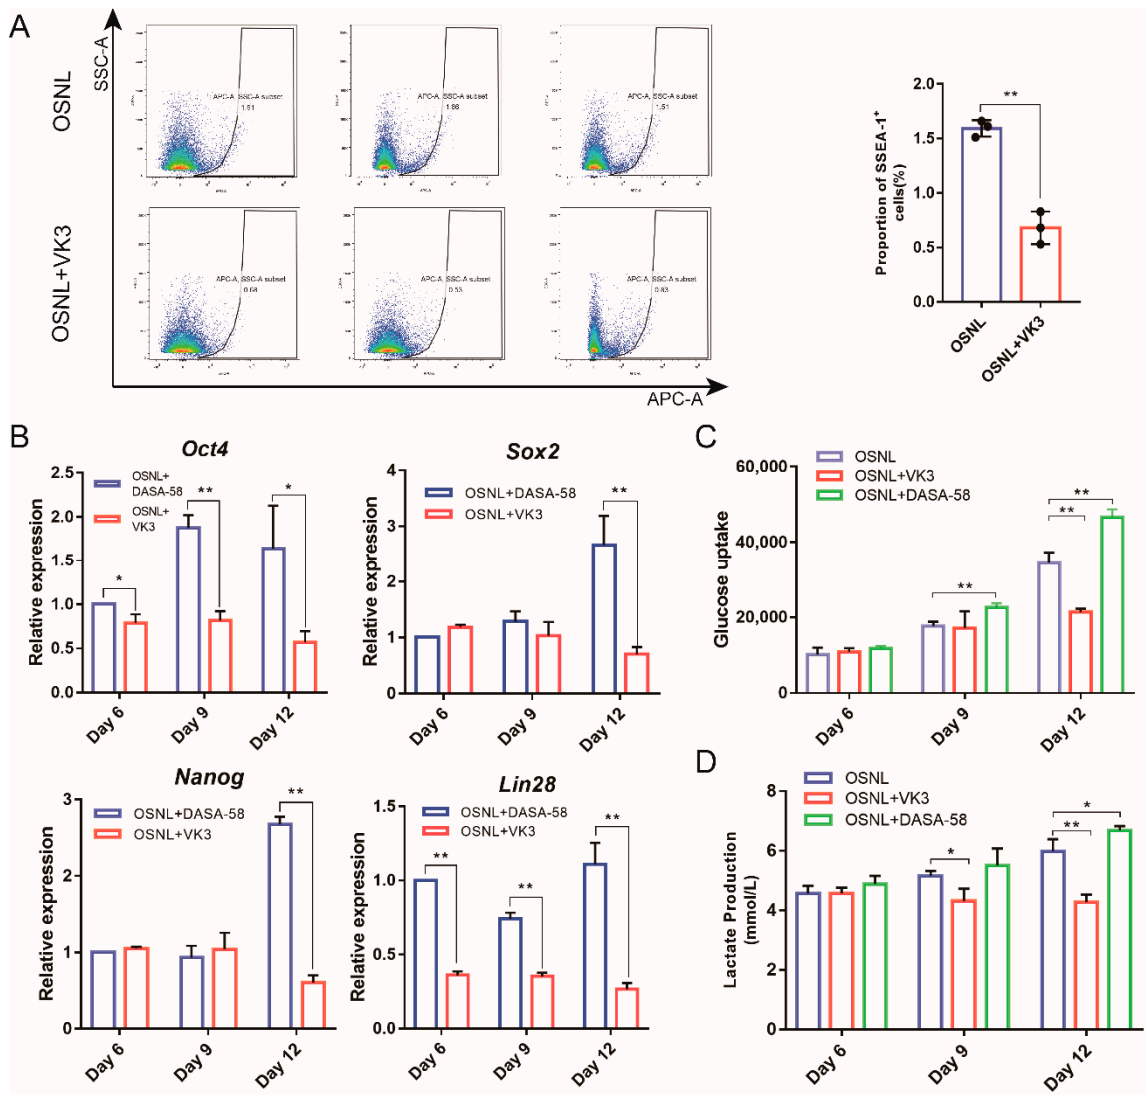 A
SSC-A
OSNL
APC-A, SSC-A subset
1.61
APC-A, SSC-A subset
1.66
APC-A, SSC-A subset
1.51
OSNL+VK3
APC-A, SSC-A subset
0.68
APC-A, SSC-A subset
0.53
APC-A, SSC-A subset
0.83
APC-A
Proportion of SSEA-1+
cells(%)
2.0
1.5
1.0
0.5
0.0
**
OSNL
OSNL+VK3
B
Oct4
Relative expression
2.5
2.0
1.5
1.0
0.5
0.0
OSNL+
DASA-58
OSNL+
VK3
*
**
*
Day 6
Day 9
Day 12
Sox2
Relative expression
4
3
2
1
0
OSNL+DASA-58
OSNL+VK3
**
Day 6
Day 9
Day 12
Nanog
Relative expression
3
2
1
0
OSNL+DASA-58
OSNL+VK3
**
Day 6
Day 9
Day 12
Lin28
Relative expression
1.5
1.0
0.5
0.0
OSNL+DASA-58
OSNL+VK3
**
**
**
Day 6
Day 9
Day 12
C
OSNL
OSNL+VK3
OSNL+DASA-58
Glucose uptake
60,000
40,000
20,000
0
**
**
**
Day 6
Day 9
Day 12
D
OSNL
OSNL+VK3
OSNL+DASA-58
Lactate Production
(mmol/L)
8
6
4
2
0
*
**
*
Day 6
Day 9
Day 12